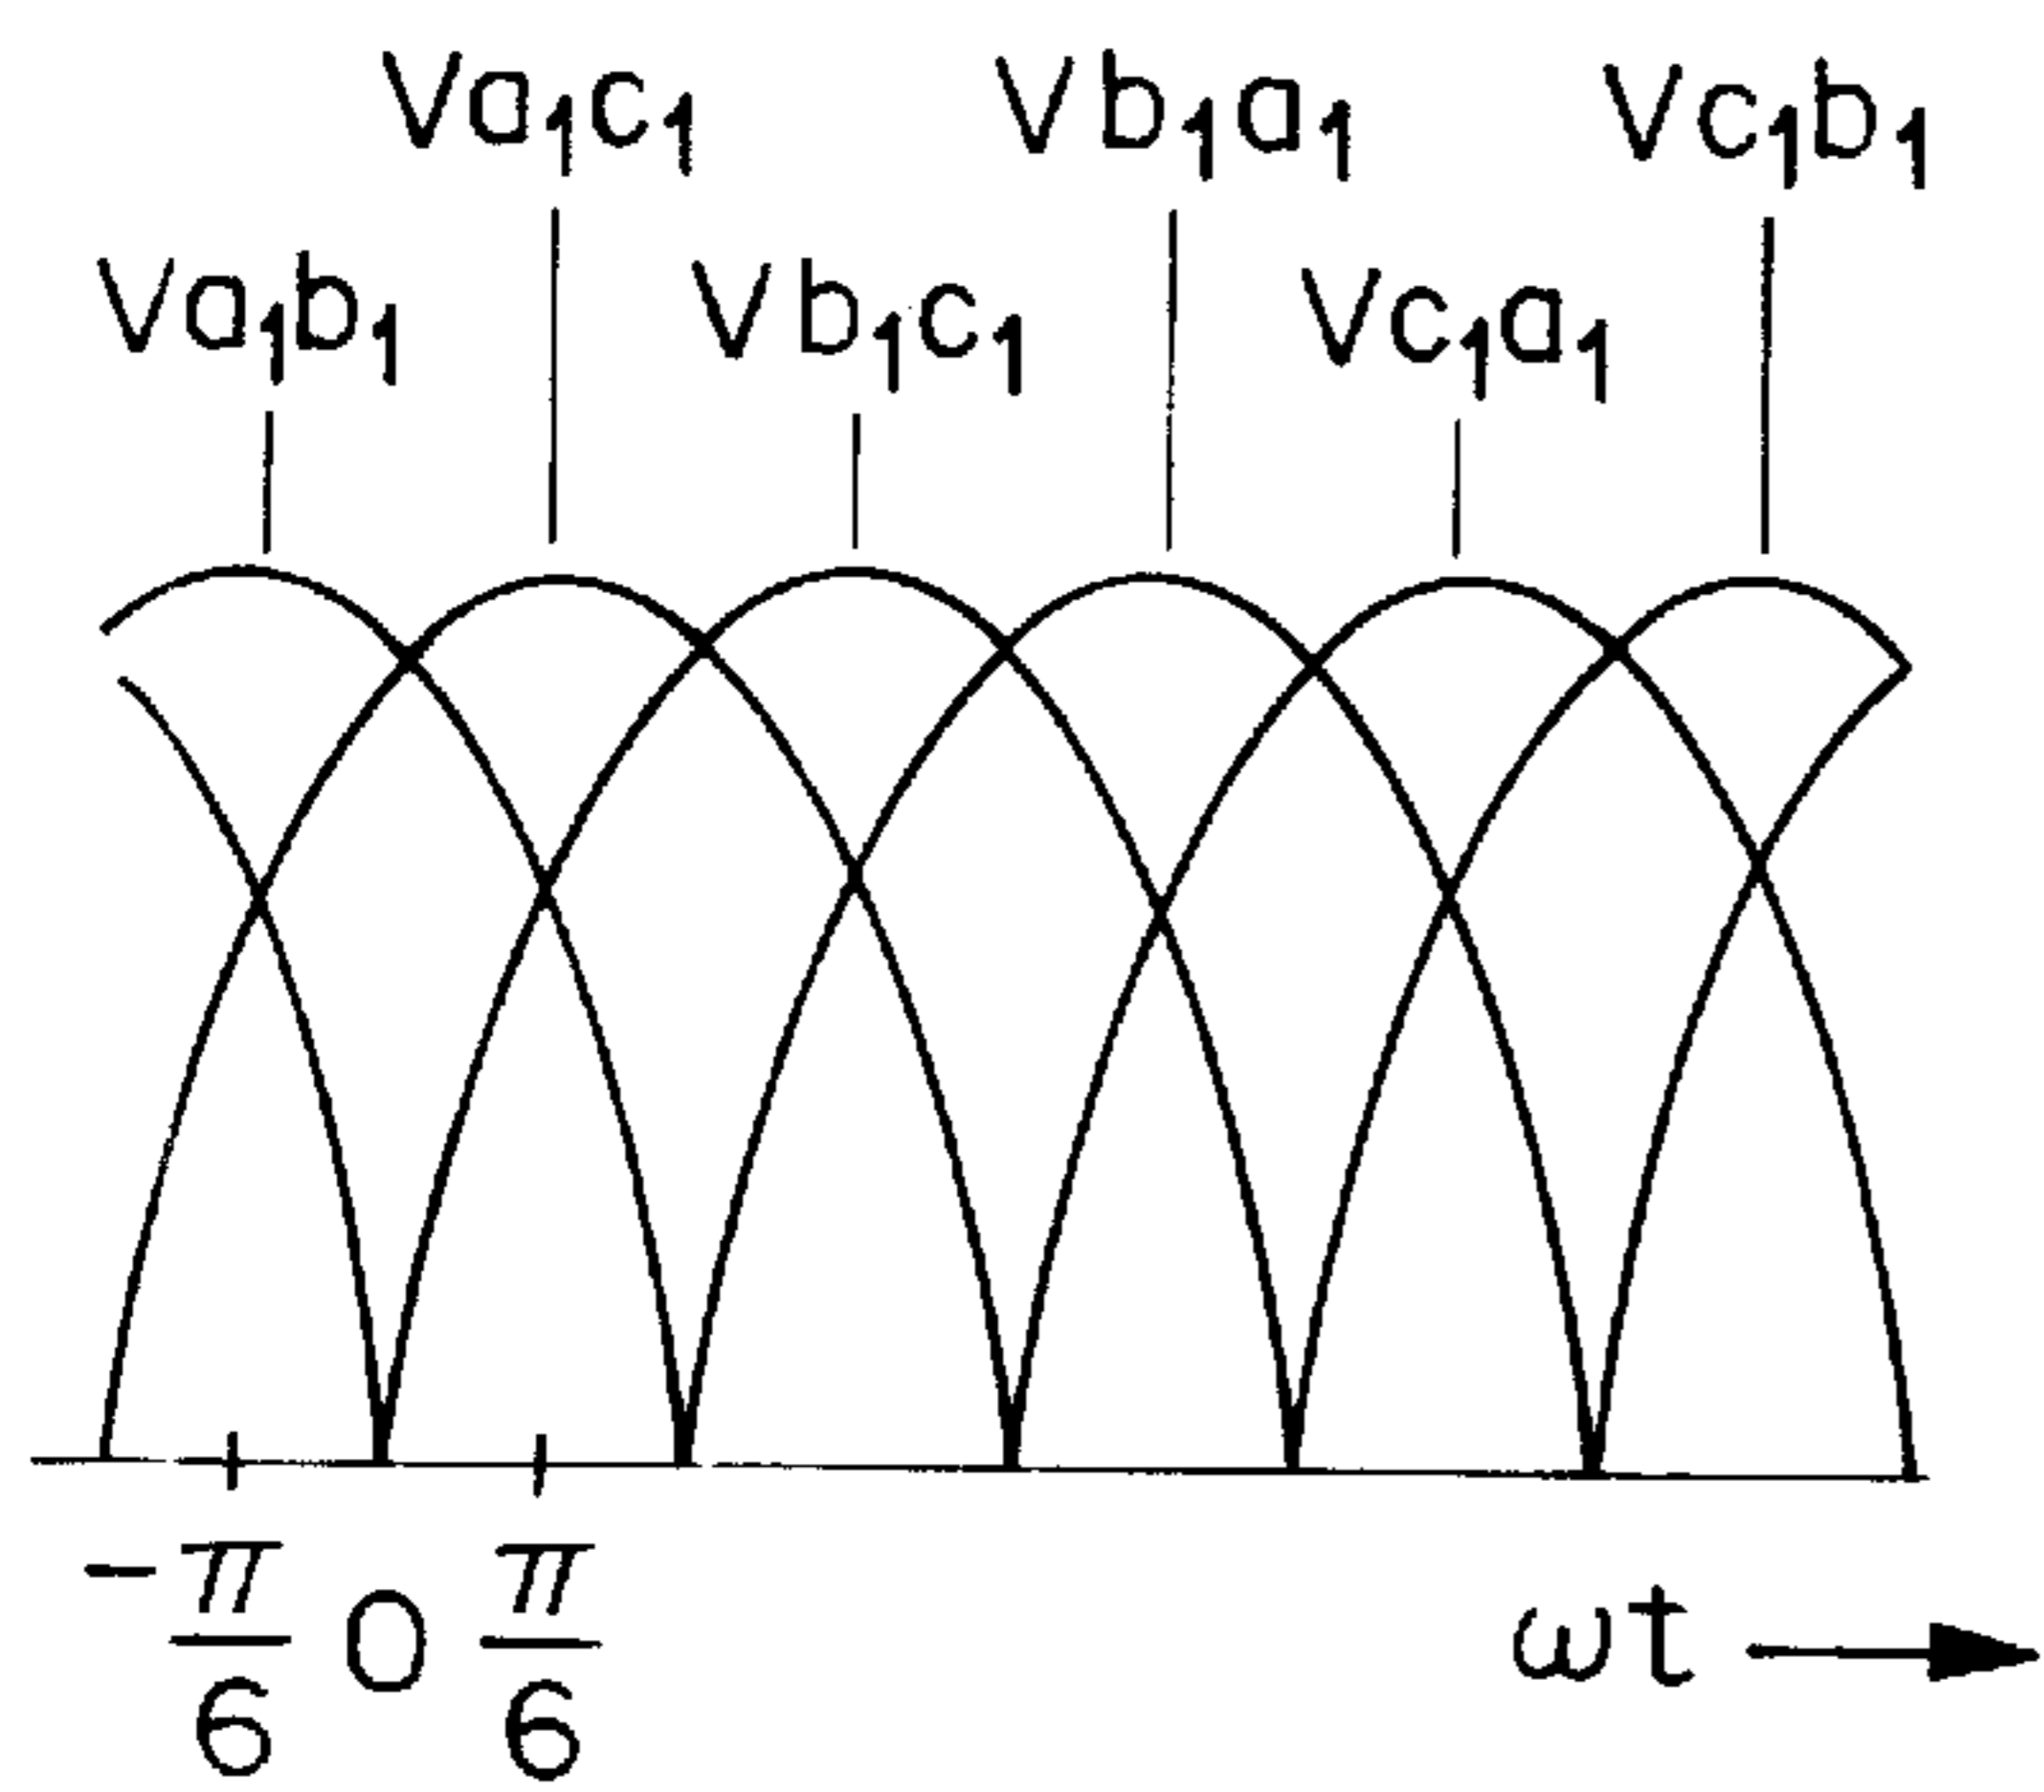 Va₁c₁ Vb₁a₁ Vc₁b₁
Va₁b₁ Vb₁c₁ Vc₁a₁
-π/6 0 π/6 ωt